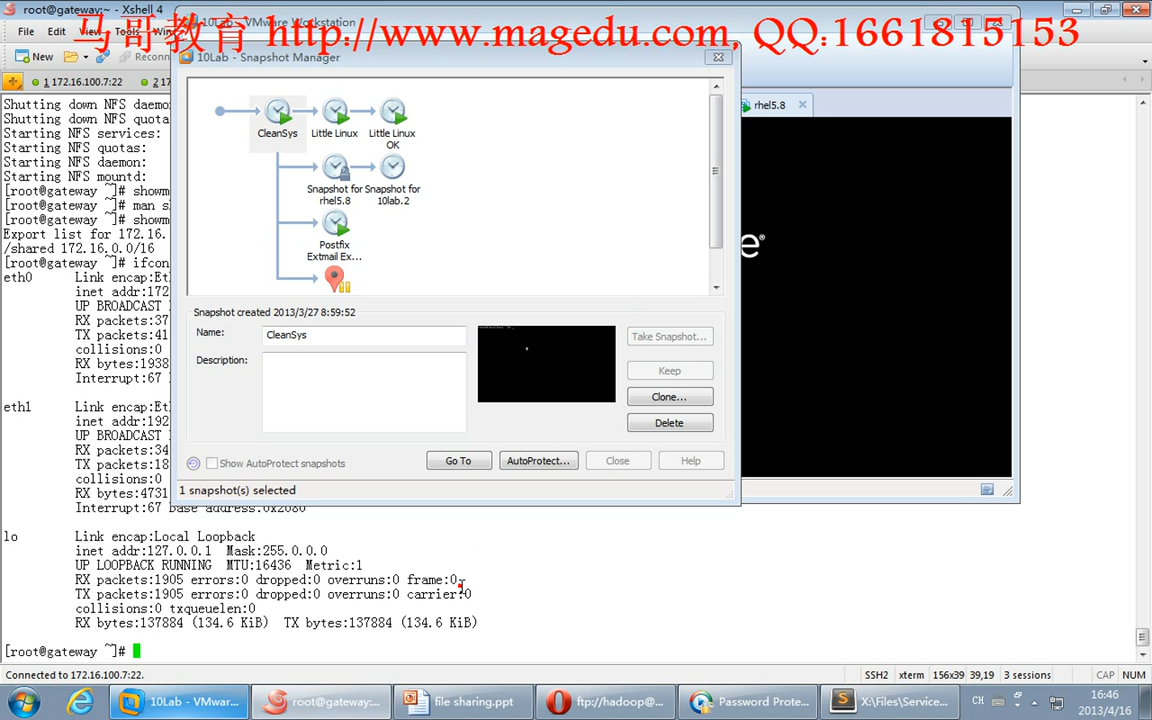 root@gateway:~ - Xshell 4
10Lab - VMware Workstation
马哥教育 http://www.magedu.com, QQ:1661815153
File Edit
New
Reconn
1 172.16.100.7:22
10Lab - Snapshot Manager
rhel5.8
CleanSys
Little Linux
Little Linux OK
Snapshot for rhel5.8
Snapshot for 10lab.2
Postfix Extmail Ex...
Snapshot created 2013/3/27 8:59:52
Name:
CleanSys
Description:
Take Snapshot...
Keep
Clone...
Delete
Show AutoProtect snapshots
Go To
AutoProtect...
Close
Help
1 snapshot(s) selected
Shutting down NFS daemon
Shutting down NFS quota
Starting NFS services:
Starting NFS quotas:
Starting NFS daemon:
Starting NFS mountd:
[root@gateway ~]# showm
[root@gateway ~]# man s
[root@gateway ~]# showm
Export list for 172.16.
/shared 172.16.0.0/16
[root@gateway ~]# ifcon
eth0 Link encap:Et
inet addr:172
UP BROADCAST
RX packets:37
TX packets:41
collisions:0
RX bytes:1938
Interrupt:67
eth1 Link encap:Et
inet addr:192
UP BROADCAST
RX packets:34
TX packets:18
collisions:0
RX bytes:4731
Interrupt:67 Base address:0x2080
lo Link encap:Local Loopback
inet addr:127.0.0.1 Mask:255.0.0.0
UP LOOPBACK RUNNING MTU:16436 Metric:1
RX packets:1905 errors:0 dropped:0 overruns:0 frame:0
TX packets:1905 errors:0 dropped:0 overruns:0 carrier:0
collisions:0 txqueuelen:0
RX bytes:137884 (134.6 KiB) TX bytes:137884 (134.6 KiB)
[root@gateway ~]#
Connected to 172.16.100.7:22.
SSH2 xterm 156x39 39,19 3 sessions CAP NUM
10Lab - VMwar...
root@gateway:...
file sharing.ppt
ftp://hadoop@...
Password Prote...
X:\Files\Service...
CH
16:46
2013/4/16